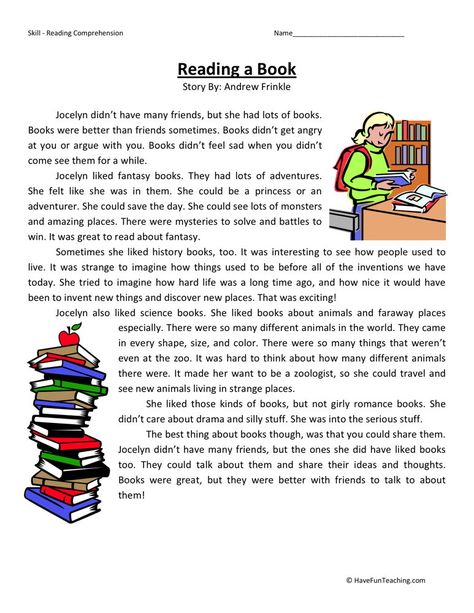 Skill - Reading Comprehension
Name____________________________
Reading a Book
Story By: Andrew Frinkle
Jocelyn didn't have many friends, but she had lots of books.
Books were better than friends sometimes. Books didn't get angry
at you or argue with you. Books didn't feel sad when you didn't
come see them for a while.
Jocelyn liked fantasy books. They had lots of adventures.
She felt like she was in them. She could be a princess or an
adventurer. She could save the day. She could see lots of monsters
and amazing places. There were mysteries to solve and battles to
win. It was great to read about fantasy.
Sometimes she liked history books, too. It was interesting to see how people used to
live. It was strange to imagine how things used to be before all of the inventions we have
today. She tried to imagine how hard life was a long time ago, and how nice it would have
been to invent new things and discover new places. That was exciting!
Jocelyn also liked science books. She liked books about animals and faraway places
especially. There were so many different animals in the world. They came
in every shape, size, and color. There were so many things that weren't
even at the zoo. It was hard to think about how many different animals
there were. It made her want to be a zoologist, so she could travel and
see new animals living in strange places.
She liked those kinds of books, but not girly romance books. She
didn't care about drama and silly stuff. She was into the serious stuff.
The best thing about books though, was that you could share them.
Jocelyn didn't have many friends, but the ones she did have liked books
too. They could talk about them and share their ideas and thoughts.
Books were great, but they were better with friends to talk to about
them!
© HaveFunTeaching.com